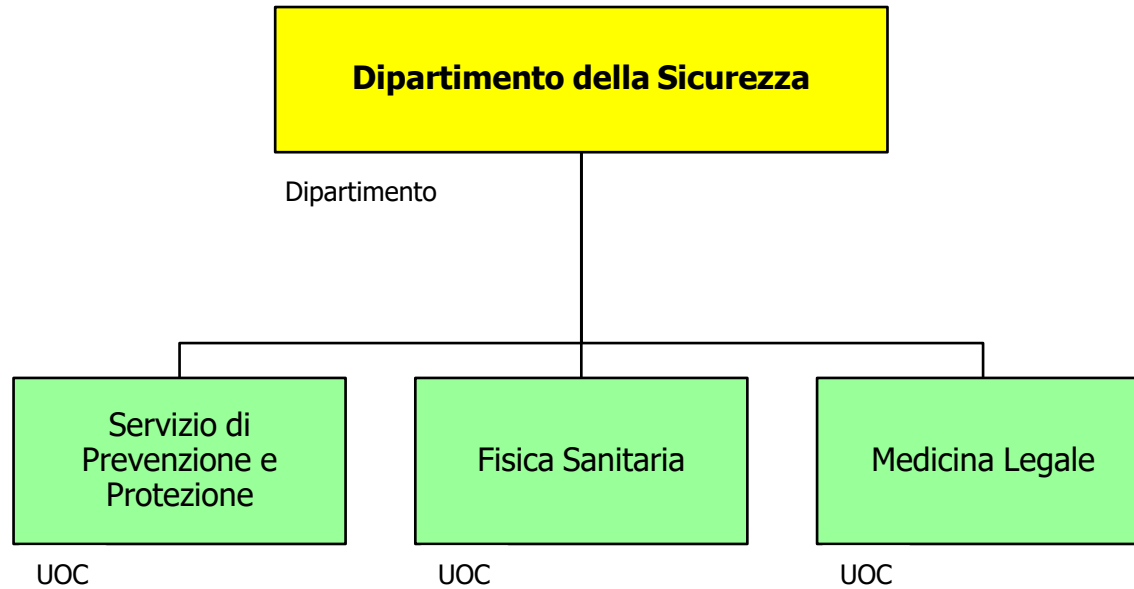 Dipartimento della Sicurezza
Dipartimento
Servizio di
Prevenzione e
Protezione
UOC
Fisica Sanitaria
UOC
Medicina Legale
UOC